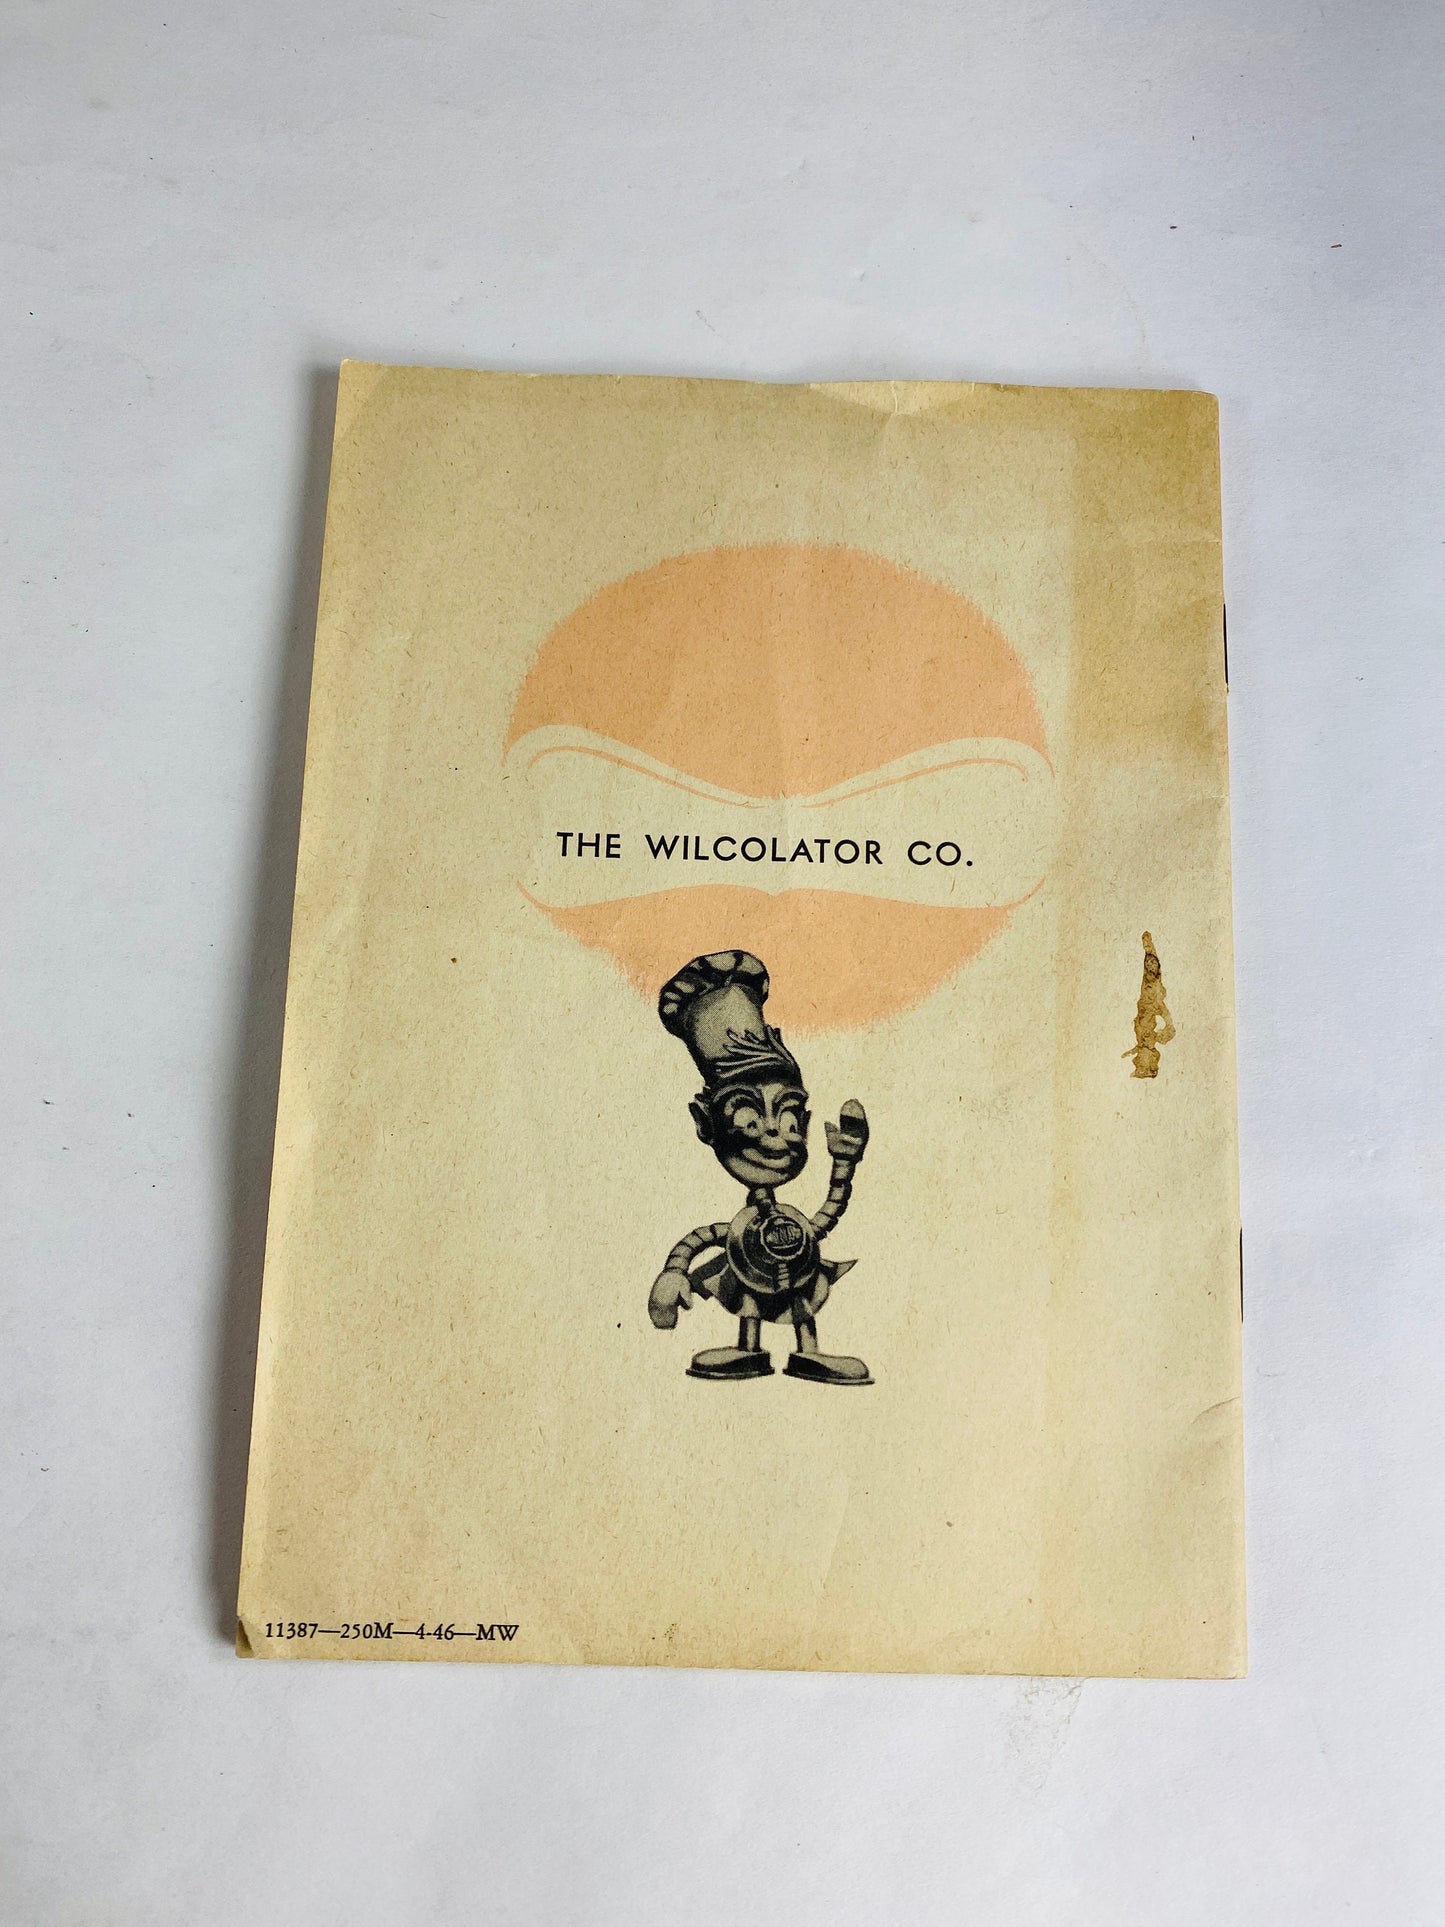 THE WILCOLATOR CO.
11387—250M—4-46—MW